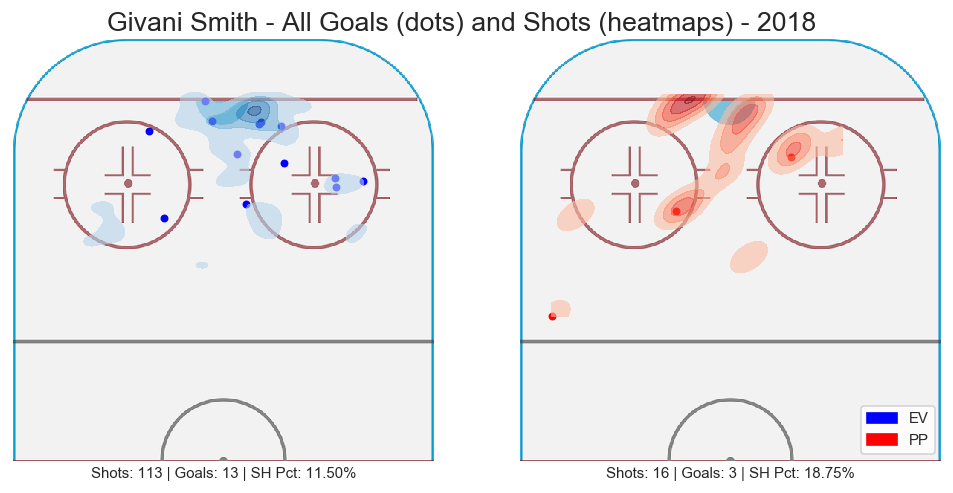 Givani Smith - All Goals (dots) and Shots (heatmaps) - 2018
EV
PP
Shots: 113 | Goals: 13 | SH Pct: 11.50%
Shots: 16 | Goals: 3 | SH Pct: 18.75%